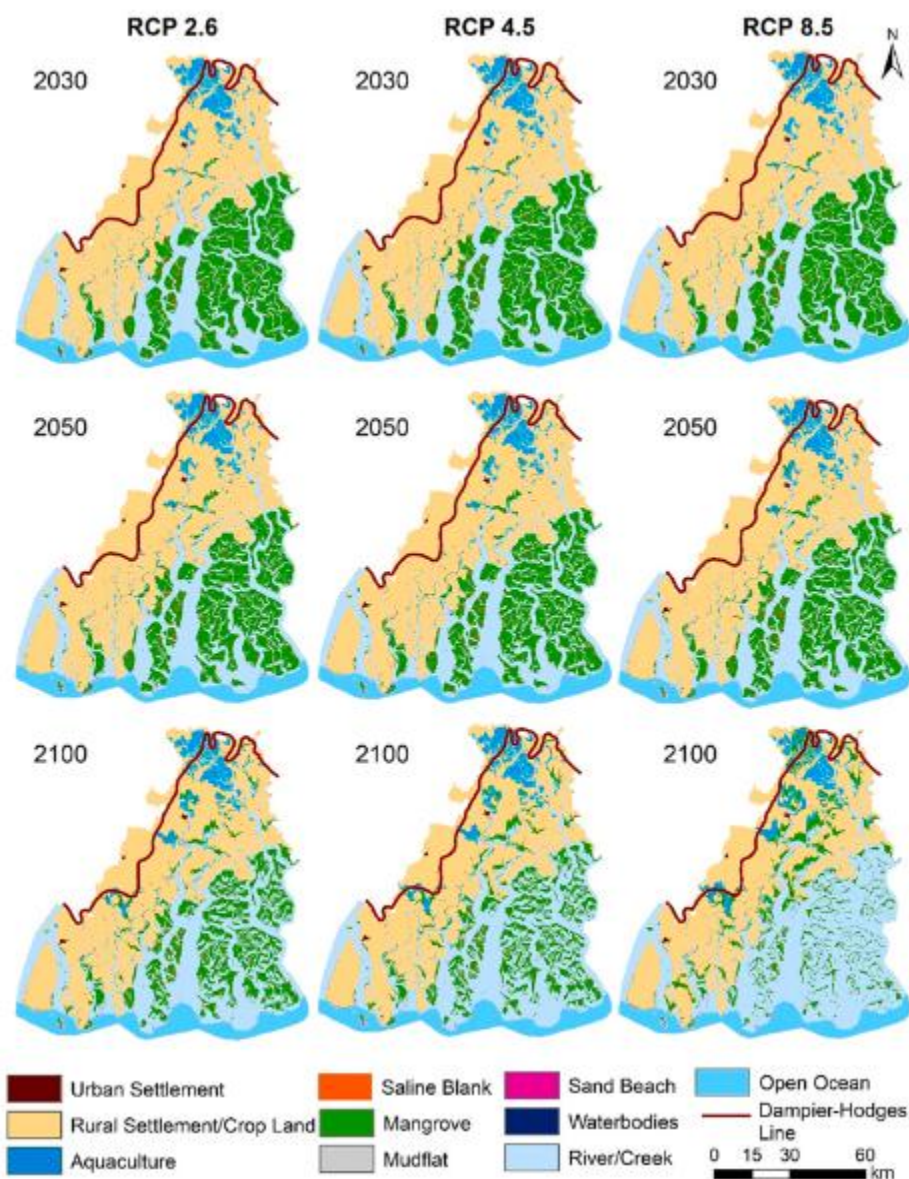 RCP 2.6
RCP 4.5
RCP 8.5
N
2030
2030
2030
2050
2050
2050
2100
2100
2100
Urban Settlement
Saline Blank
Sand Beach
Open Ocean
Rural Settlement/Crop Land
Mangrove
Waterbodies
Dampier-Hodges
Line
Aquaculture
Mudflat
River/Creek
0 15 30 60
km